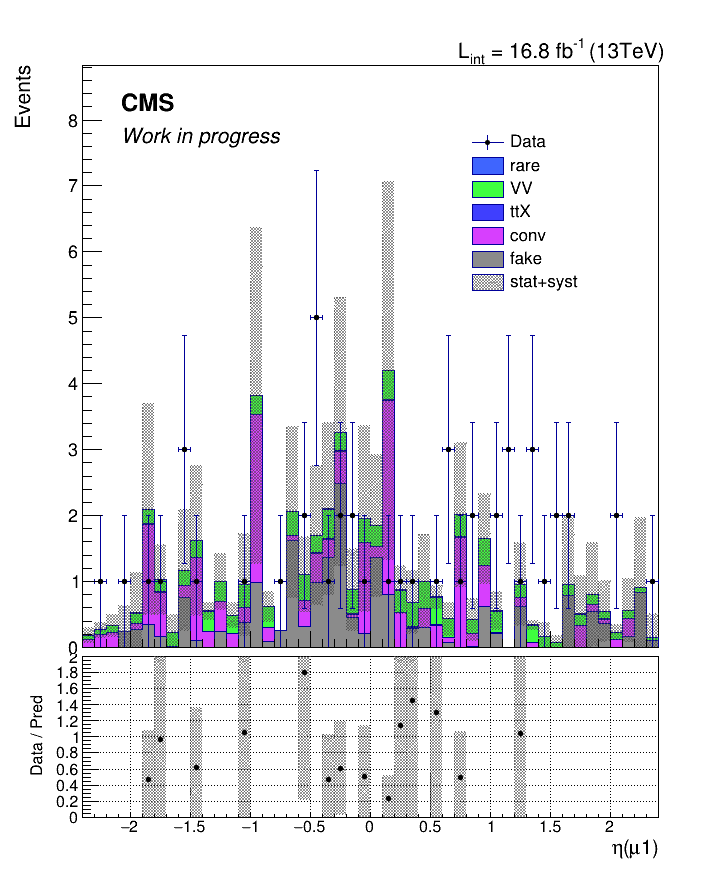 L_int = 16.8 fb^-1 (13TeV)
Events
CMS
Work in progress
Data
rare
VV
ttX
conv
fake
stat+syst
8
7
6
5
4
3
2
1
0
Data / Pred
2
1.8
1.6
1.4
1.2
1
0.8
0.6
0.4
0.2
0
−2 −1.5 −1 −0.5 0 0.5 1 1.5 2
η(μ1)